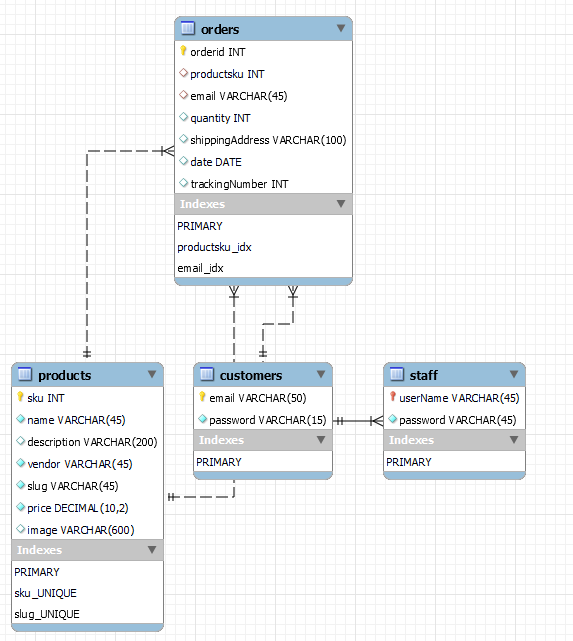 orders
orderid INT
productsku INT
email VARCHAR(45)
quantity INT
shippingAddress VARCHAR(100)
date DATE
trackingNumber INT
Indexes
PRIMARY
productsku_idx
email_idx
products
sku INT
name VARCHAR(45)
description VARCHAR(200)
vendor VARCHAR(45)
slug VARCHAR(45)
price DECIMAL(10,2)
image VARCHAR(600)
Indexes
PRIMARY
sku_UNIQUE
slug_UNIQUE
customers
email VARCHAR(50)
password VARCHAR(15)
Indexes
PRIMARY
staff
userName VARCHAR(45)
password VARCHAR(45)
Indexes
PRIMARY